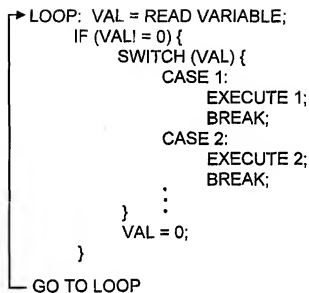 LOOP: VAL = READ VARIABLE;
IF (VAL! = 0) {
SWITCH (VAL) {
CASE 1:
EXECUTE 1;
BREAK;
CASE 2:
EXECUTE 2;
BREAK;
}
VAL = 0;
}
GO TO LOOP